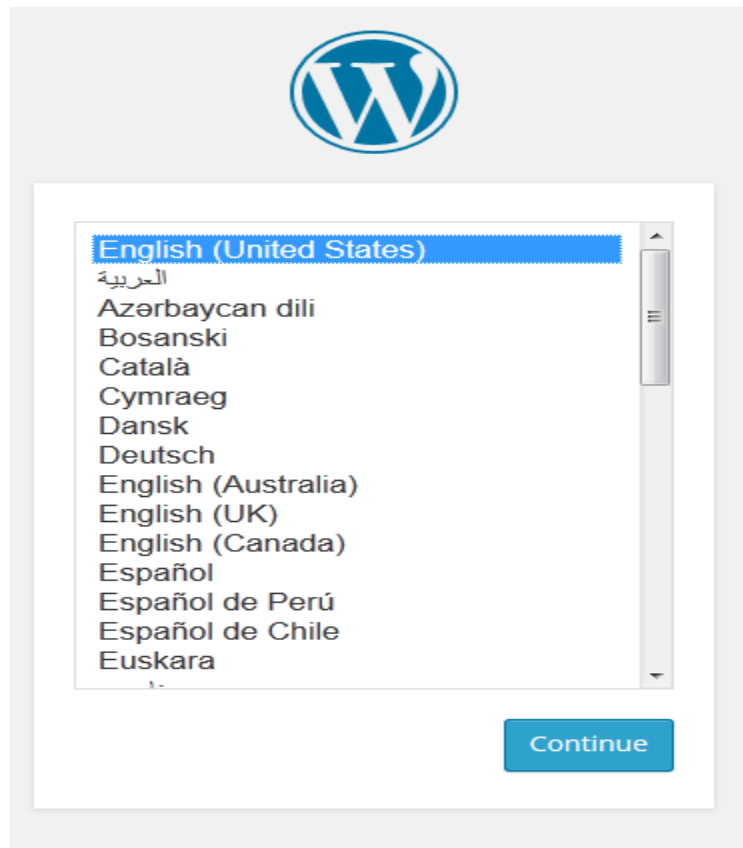 English (United States)
العربية
Azərbaycan dili
Bosanski
Català
Cymraeg
Dansk
Deutsch
English (Australia)
English (UK)
English (Canada)
Español
Español de Perú
Español de Chile
Euskara
Continue